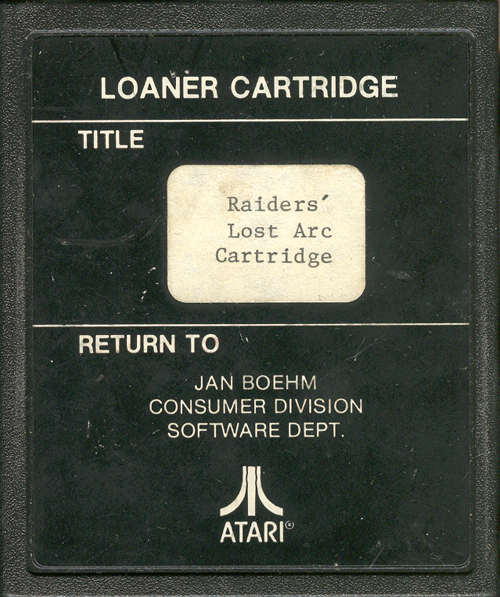 LOANER CARTRIDGE
TITLE
Raiders'
Lost Arc
Cartridge
RETURN TO
JAN BOEHM
CONSUMER DIVISION
SOFTWARE DEPT.
ATARI®